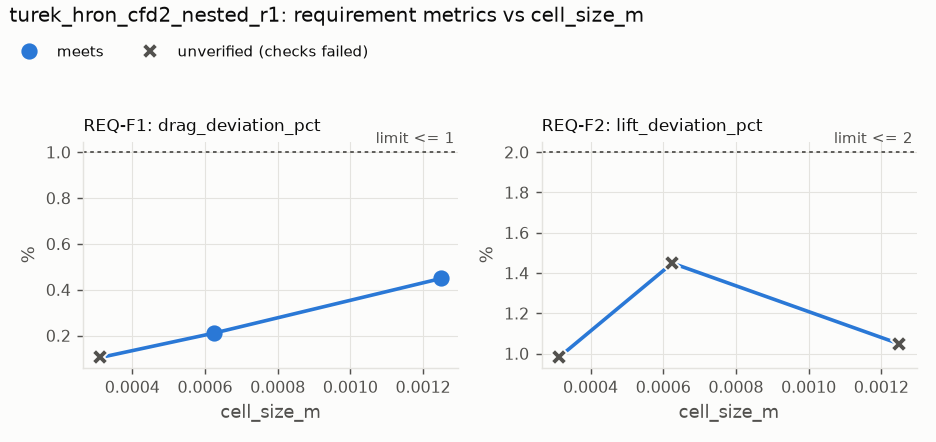 turek_hron_cfd2_nested_r1: requirement metrics vs cell_size_m
meets
unverified (checks failed)
REQ-F1: drag_deviation_pct
limit <= 1
1.0
0.8
0.6
0.4
0.2
%
0.0004 0.0006 0.0008 0.0010 0.0012
cell_size_m
REQ-F2: lift_deviation_pct
limit <= 2
2.0
1.8
1.6
1.4
1.2
1.0
%
0.0004 0.0006 0.0008 0.0010 0.0012
cell_size_m